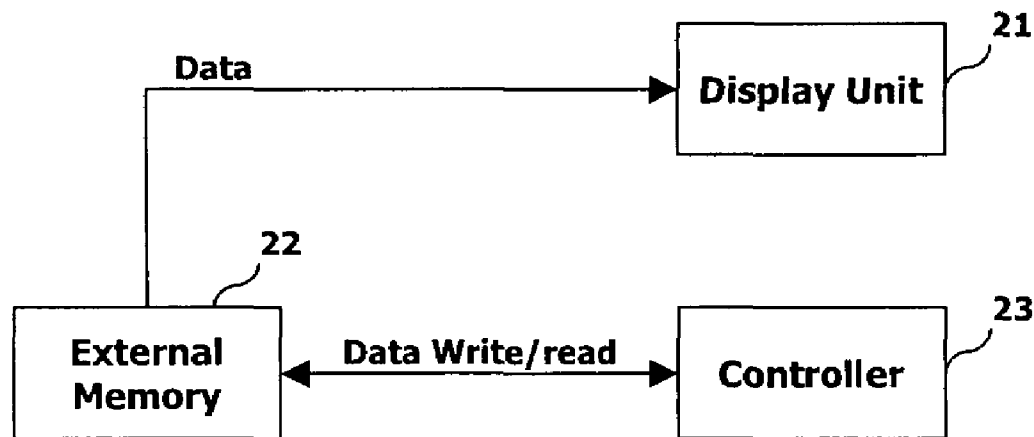 21
Data
Display Unit
22
23
External
Memory
Data Write/read
Controller